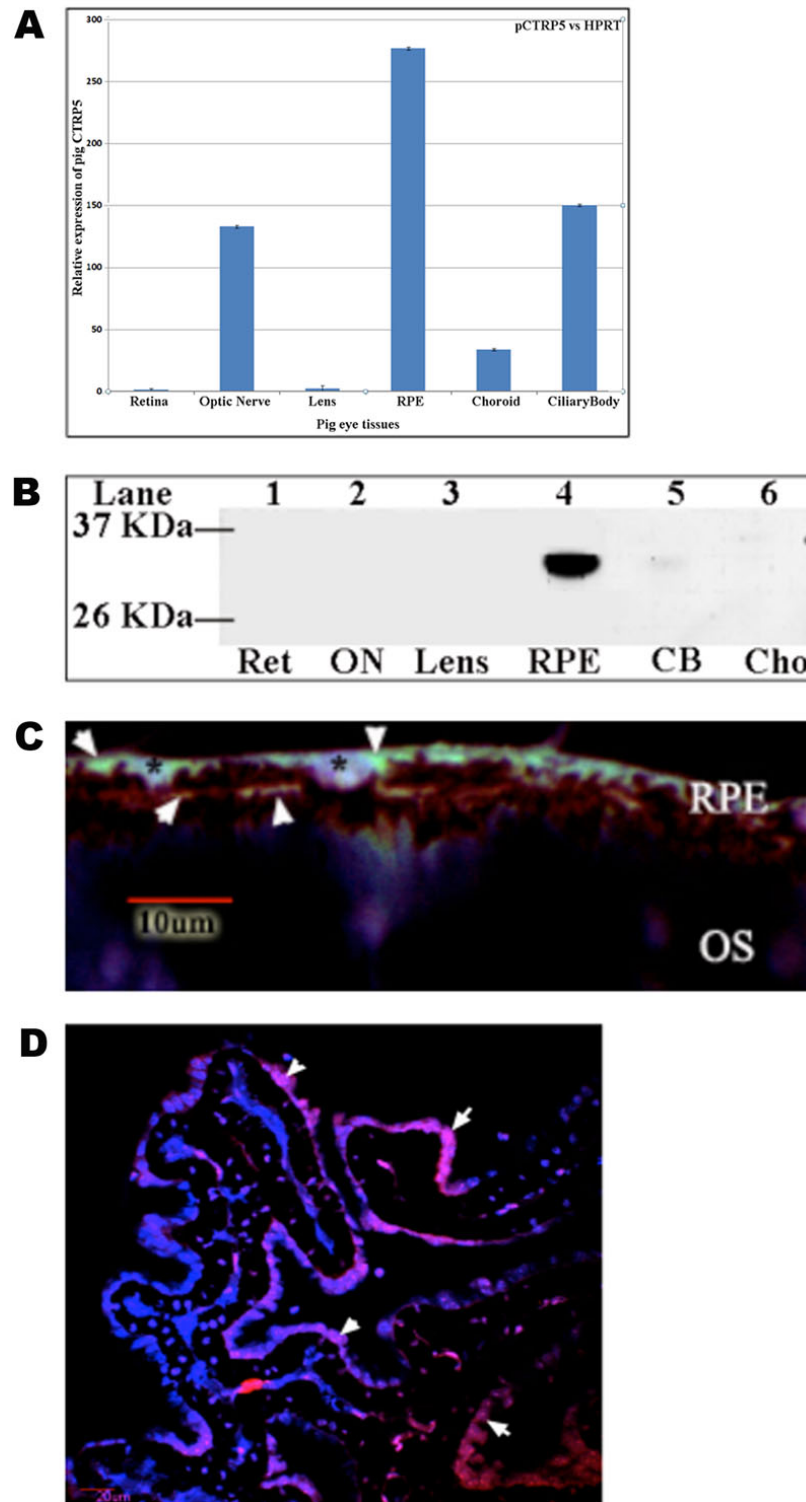 A
pCTRP5 vs HPRT
Relative expression of pig CTRP5
300
250
200
150
100
50
0
Retina Optic Nerve Lens RPE Choroid CiliaryBody
Pig eye tissues
B
Lane 1 2 3 4 5 6
37 KDa
26 KDa
Ret ON Lens RPE CB Cho
C
* *
RPE
10um
OS
D
20um